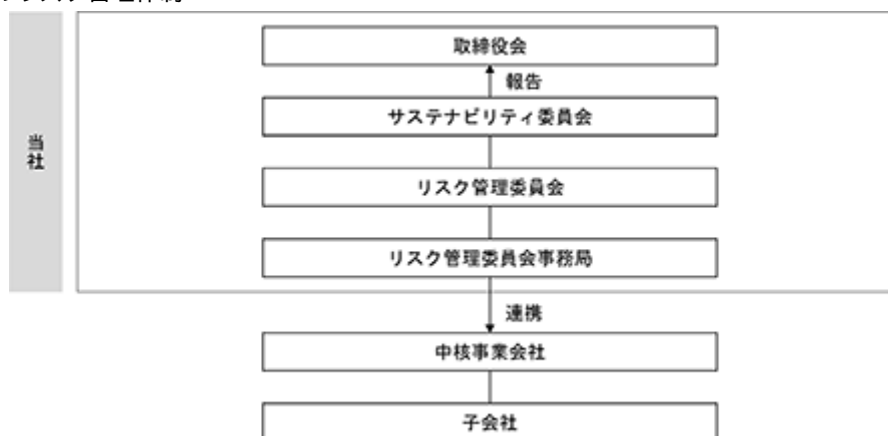 取締役会
報告
サステナビリティ委員会
当社
リスク管理委員会
リスク管理委員会事務局
連携
中核事業会社
子会社